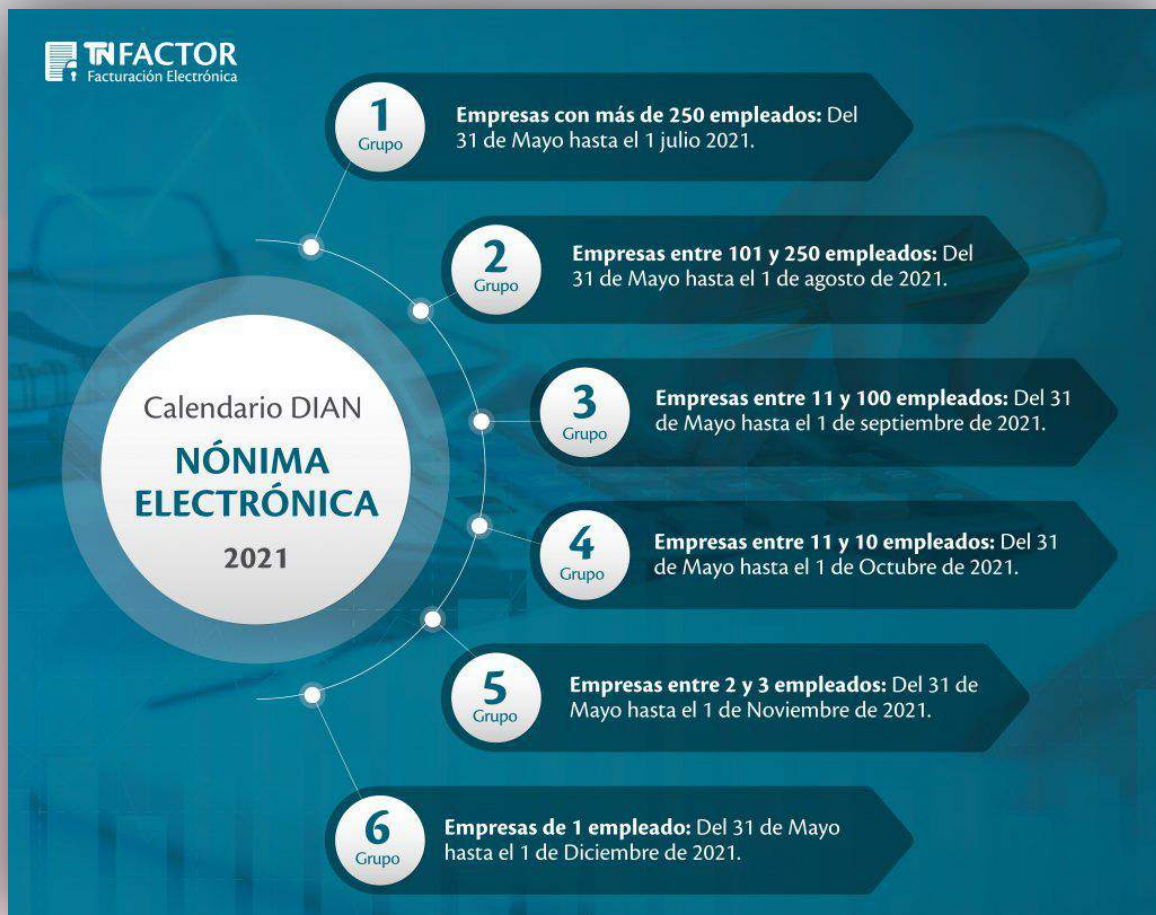 TNFACTOR
Facturación Electrónica
1
Grupo
Empresas con más de 250 empleados: Del
31 de Mayo hasta el 1 julio 2021.
2
Grupo
Empresas entre 101 y 250 empleados: Del
31 de Mayo hasta el 1 de agosto de 2021.
3
Grupo
Empresas entre 11 y 100 empleados: Del 31
de Mayo hasta el 1 de septiembre de 2021.
Calendario DIAN
NÓNIMA
ELECTRÓNICA
2021
4
Grupo
Empresas entre 11 y 10 empleados: Del 31
de Mayo hasta el 1 de Octubre de 2021.
5
Grupo
Empresas entre 2 y 3 empleados: Del 31 de
Mayo hasta el 1 de Noviembre de 2021.
6
Grupo
Empresas de 1 empleado: Del 31 de Mayo
hasta el 1 de Diciembre de 2021.